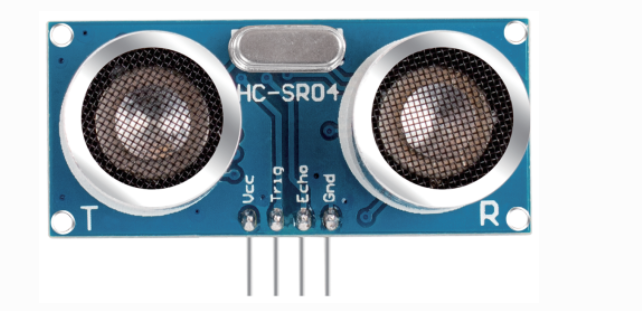 HC-SR04
Vcc
Trig
Echo
Gnd
T
R